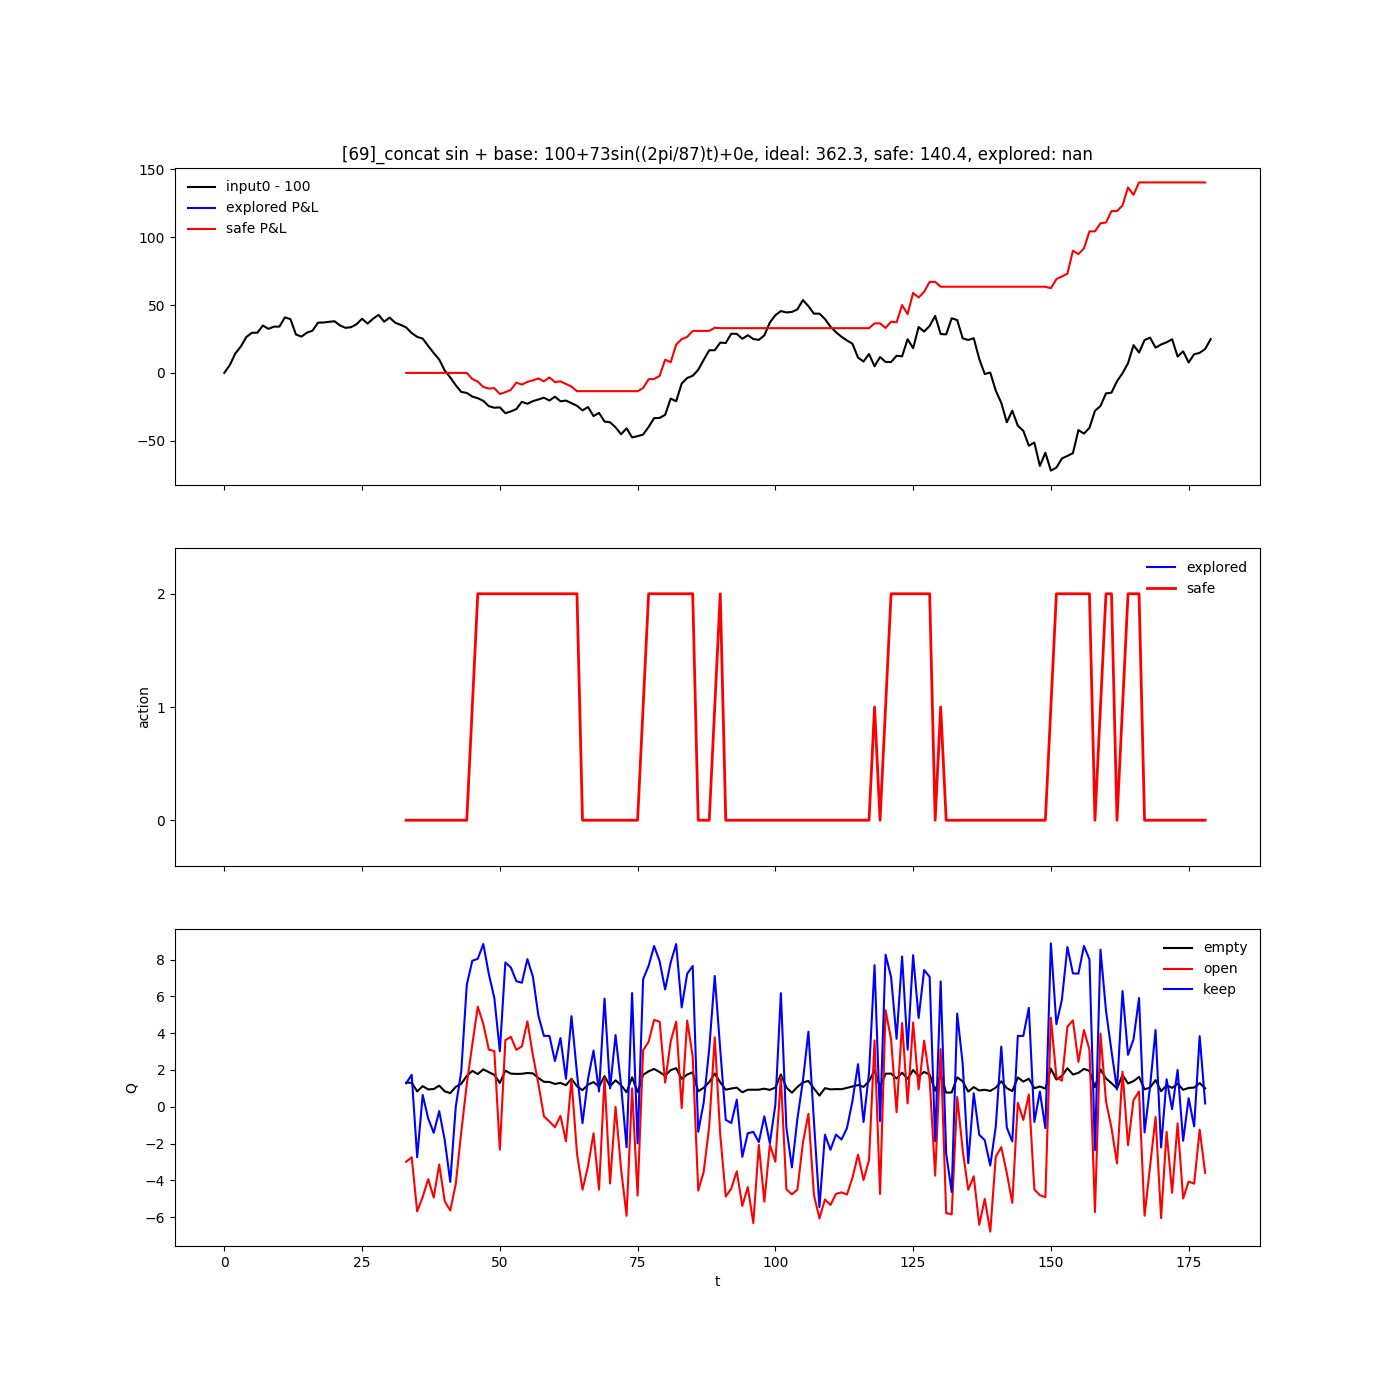 [69]_concat sin + base: 100+73sin((2pi/87)t)+0e, ideal: 362.3, safe: 140.4, explored: nan
150
100
50
0
−50
input0 - 100
explored P&L
safe P&L
action
2
1
0
explored
safe
Q
8
6
4
2
0
−2
−4
−6
empty
open
keep
0 25 50 75 100 125 150 175
t